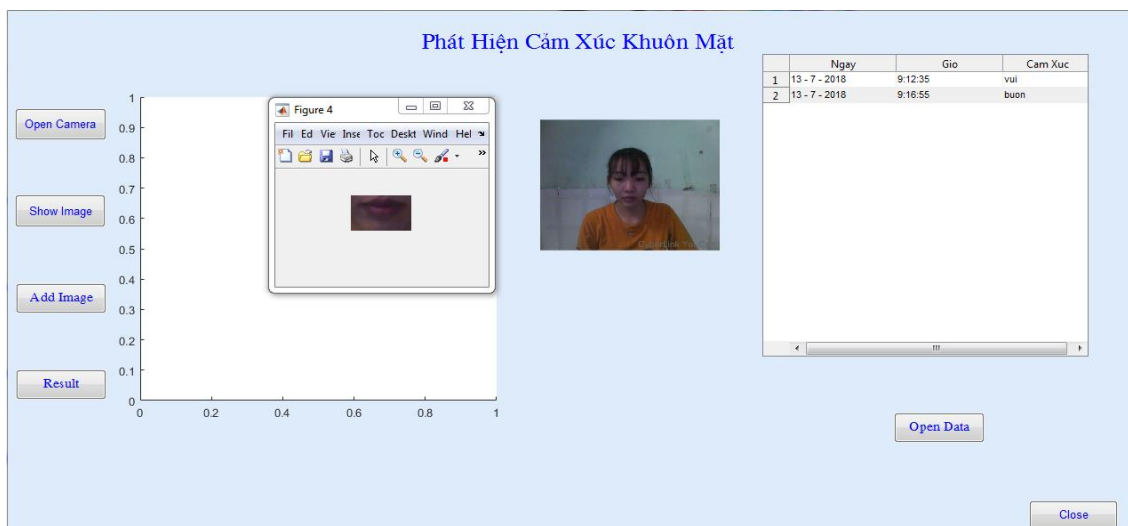 Phát Hiện Cảm Xúc Khuôn Mặt
Open Camera
Show Image
Add Image
Result
1
0.9
0.8
0.7
0.6
0.5
0.4
0.3
0.2
0.1
0
0 0.2 0.4 0.6 0.8 1
Figure 4
Fil Ed Vie Inse Toc Deskt Wind Hel
Ngay Gio Cam Xuc
1 13 - 7 - 2018 9:12:35 vui
2 13 - 7 - 2018 9:16:55 buon
Open Data
Close